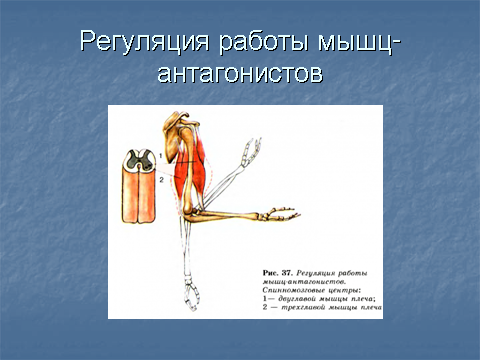 Регуляция работы мышц-
антагонистов
1
2
Рис. 37. Регуляция работы
мышц-антагонистов.
Спинномозговые центры:
1— двуглавой мышцы плеча;
2 — трехглавой мышцы плеча